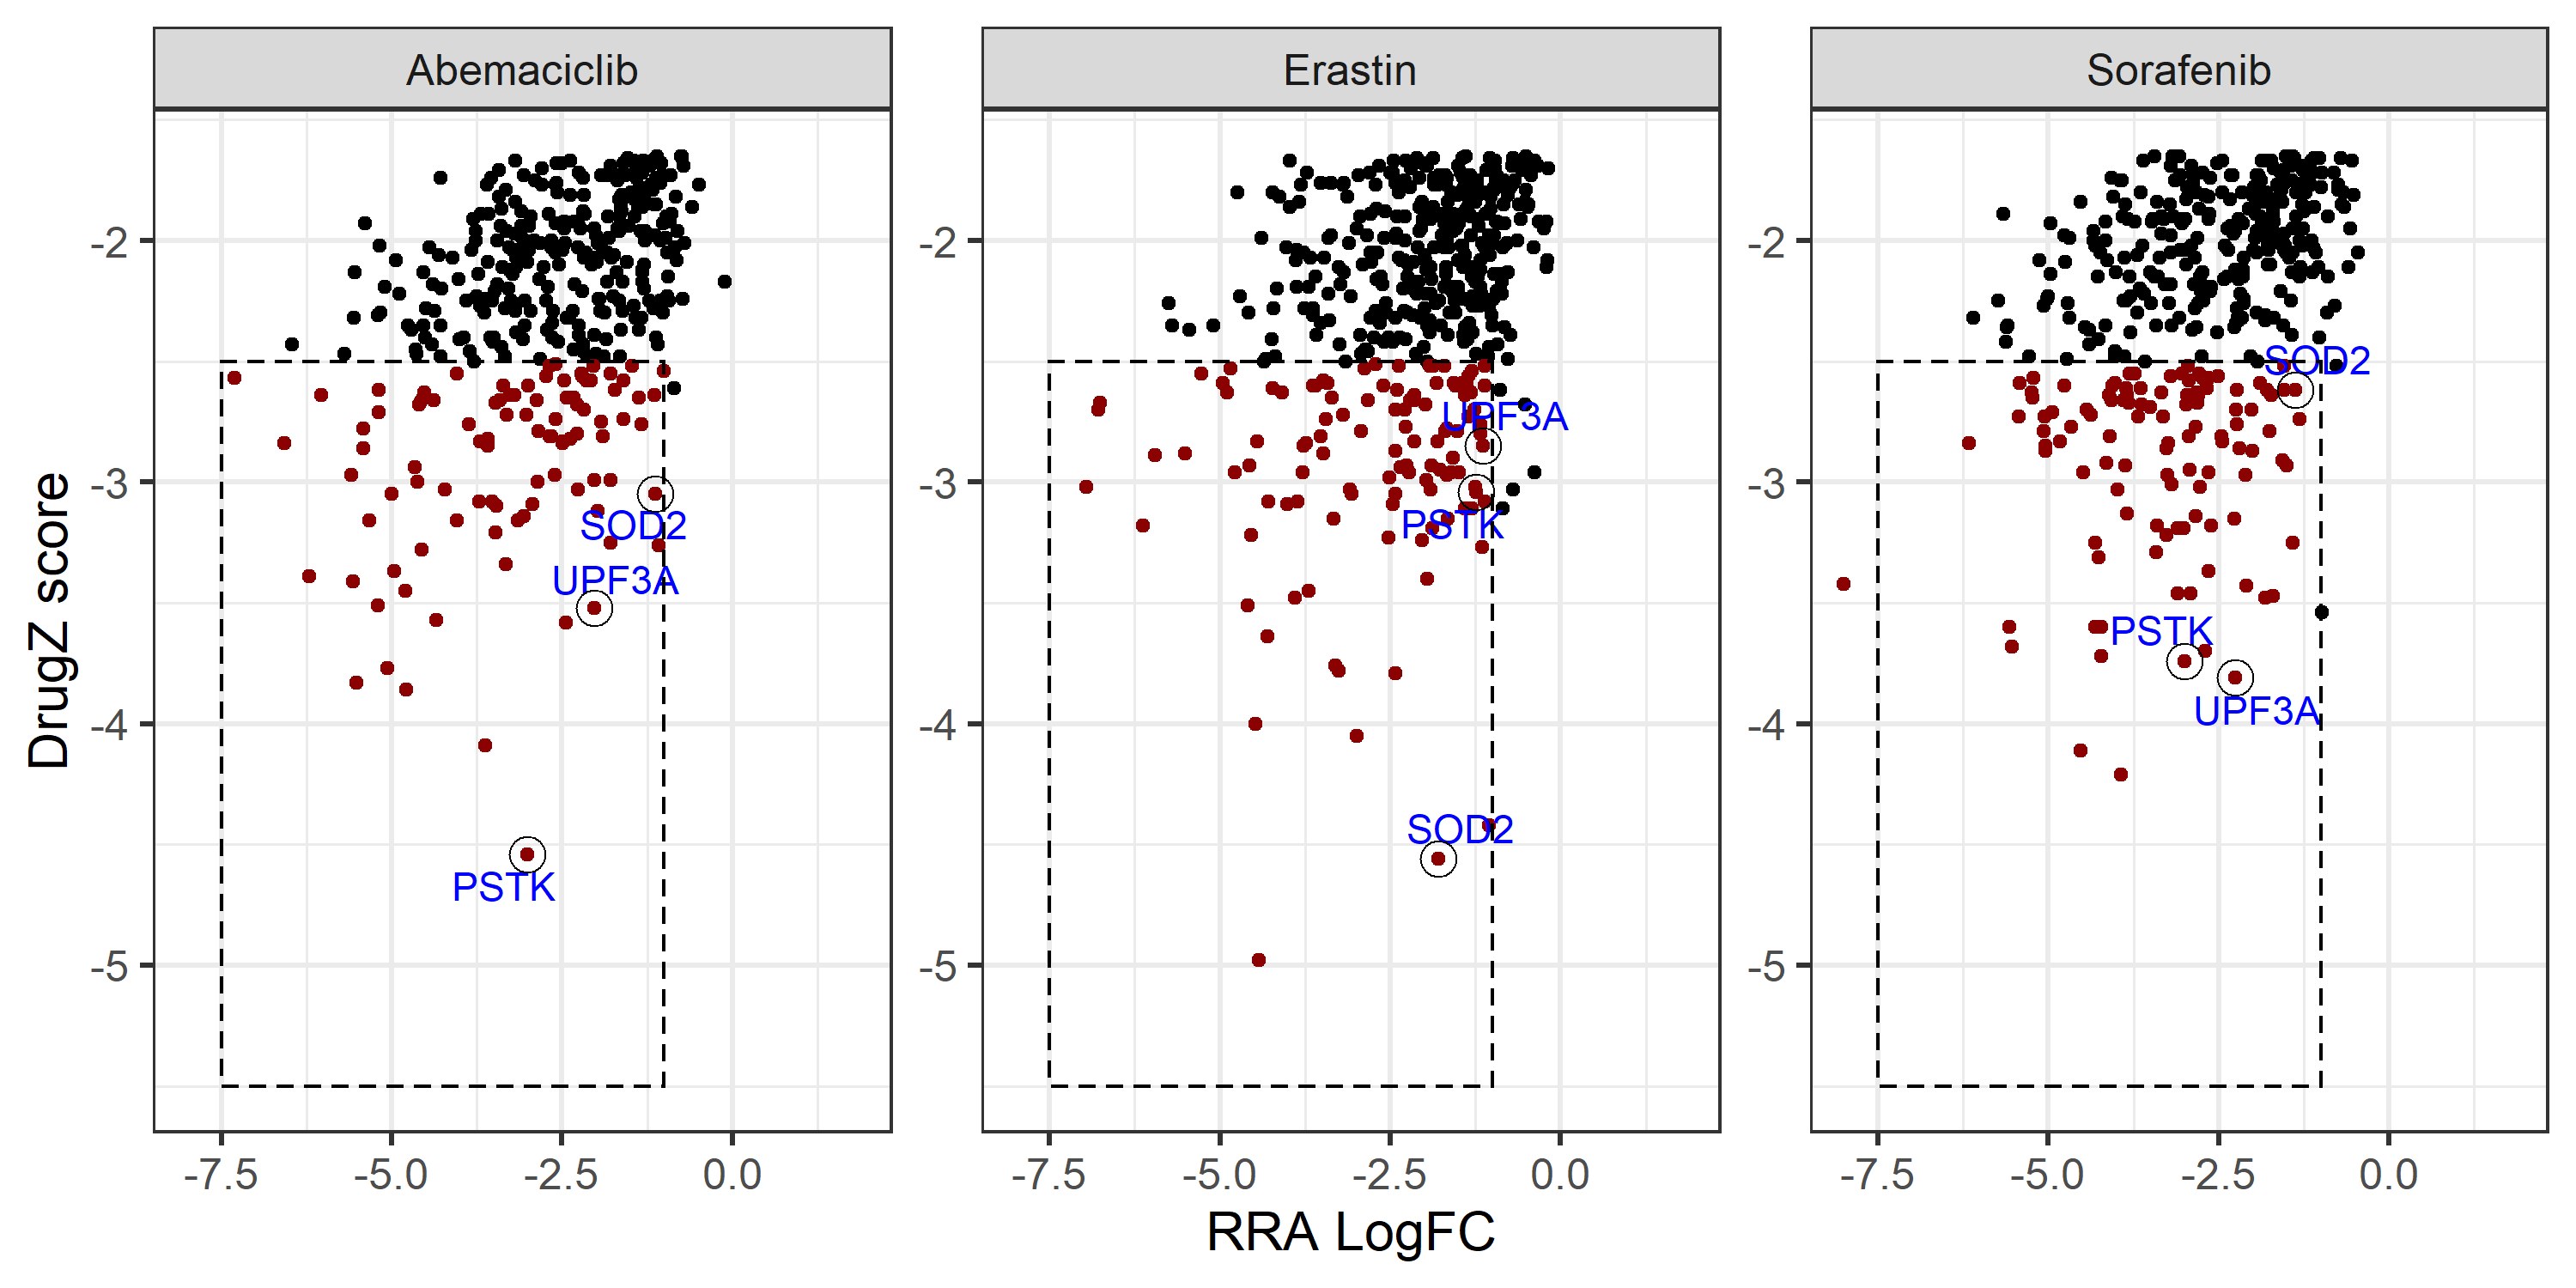 Abemaciclib
Erastin
Sorafenib
DrugZ score
-2
-3
-4
-5
-7.5 -5.0 -2.5 0.0
SOD2
UPF3A
PSTK
-2
-3
-4
-5
-7.5 -5.0 -2.5 0.0
UPF3A
PSTK
SOD2
-2
-3
-4
-5
-7.5 -5.0 -2.5 0.0
SOD2
PSTK
UPF3A
RRA LogFC